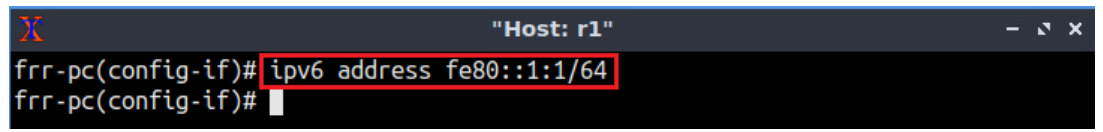 "Host: r1"
frr-pc(config-if)# ipv6 address fe80::1:1/64
frr-pc(config-if)#